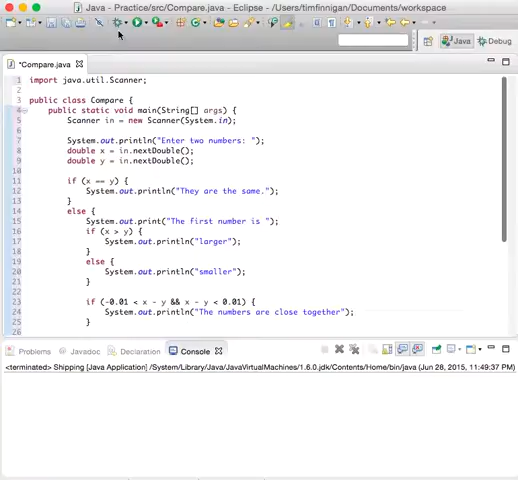 Java - Practice/src/Compare.java - Eclipse - /Users/timfinnigan/Documents/workspace
Java
Debug
*Compare.java
1 import java.util.Scanner;
2
3 public class Compare {
4 public static void main(String[] args) {
5 Scanner in = new Scanner(System.in);
6
7 System.out.println("Enter two numbers: ");
8 double x = in.nextDouble();
9 double y = in.nextDouble();
10
11 if (x == y) {
12 System.out.println("They are the same.");
13 }
14 else {
15 System.out.print("The first number is ");
16 if (x > y) {
17 System.out.println("larger");
18 }
19 else {
20 System.out.println("smaller");
21 }
22
23 if (-0.01 < x - y && x - y < 0.01) {
24 System.out.println("The numbers are close together");
25 }
26
Problems Javadoc Declaration Console
<terminated> Shipping [Java Application] /System/Library/Java/JavaVirtualMachines/1.6.0.jdk/Contents/Home/bin/java (Jun 28, 2015, 11:49:37 PM)